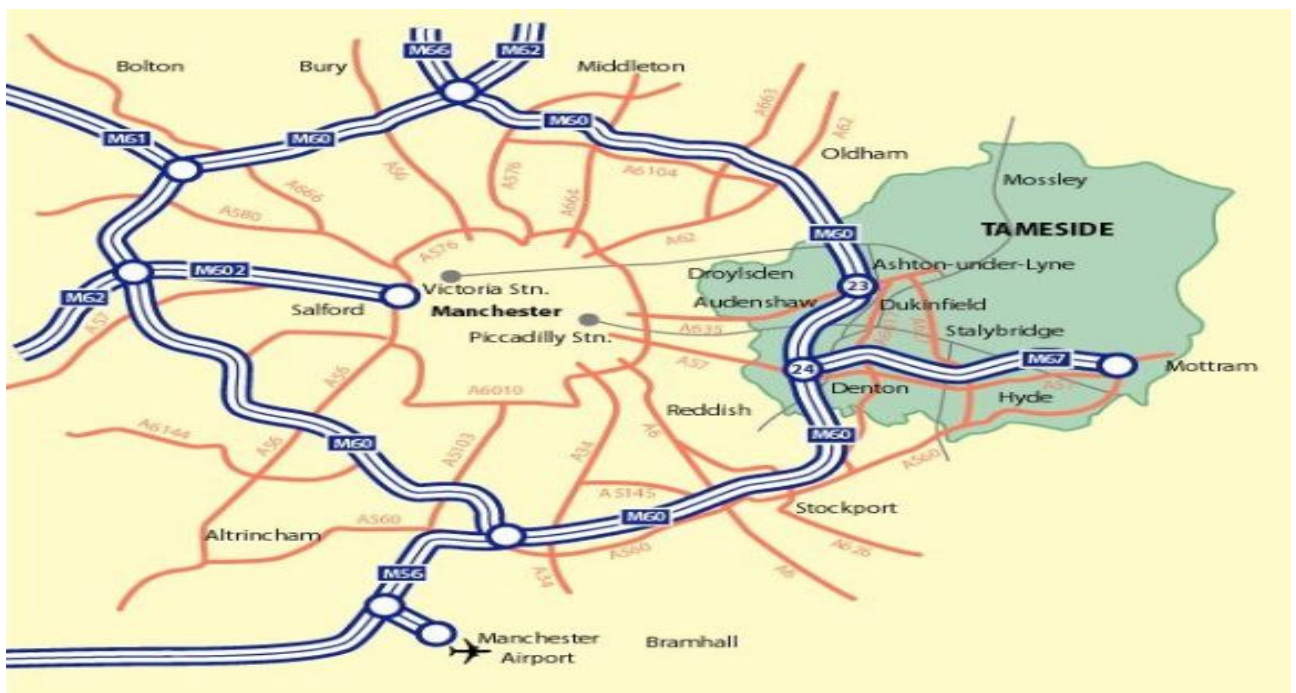 M66
M62
Bolton
Bury
Middleton
A663
M60
A62
M61
M60
Oldham
A56
A576
A6104
A664
Mossley
A666
A580
A62
M60
TAMESIDE
A576
M602
Droylsden
Ashton-under-Lyne
23
M62
Victoria Stn.
Salford
Manchester
Audenshaw
Dukinfield
A57
Piccadilly Stn.
A635
Stalybridge
A57
M67
Mottram
24
A56
A6010
Denton
A57
Hyde
Reddish
A6144
A56
M60
A5103
A34
A6
M60
A560
A5145
M60
Stockport
Altrincham
A560
A560
A626
M56
A34
A6
Manchester
Airport
Bramhall